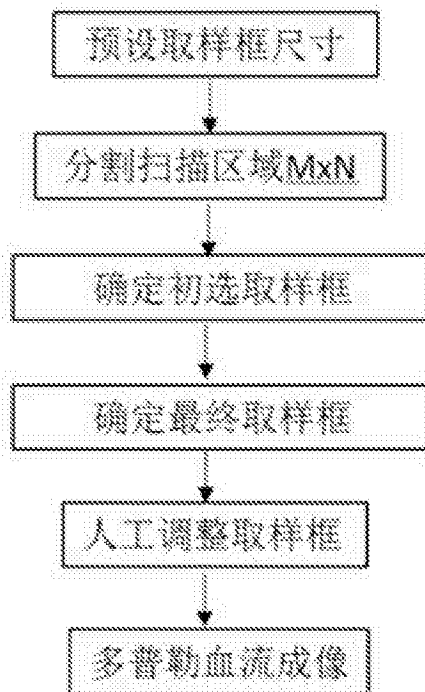 预设取样框尺寸
分割扫描区域MxN
确定初选取样框
确定最终取样框
人工调整取样框
多普勒血流成像